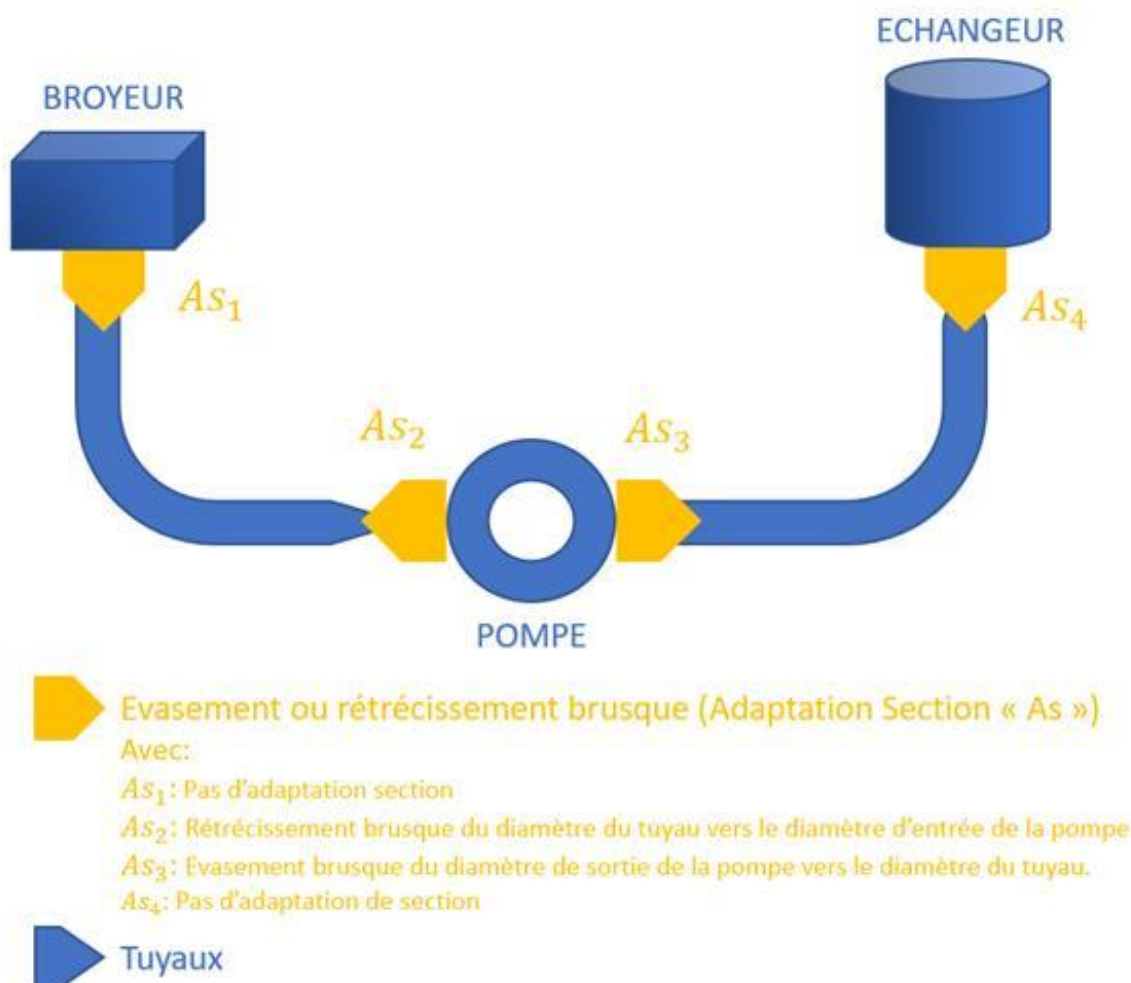 ECHANGEUR
BROYEUR
As₁
As₄
As₂
As₃
POMPE
Evasement ou rétrécissement brusque (Adaptation Section « As »)
Avec:
As₁: Pas d'adaptation section
As₂: Rétrécissement brusque du diamètre du tuyau vers le diamètre d'entrée de la pompe
As₃: Evasement brusque du diamètre de sortie de la pompe vers le diamètre du tuyau.
As₄: Pas d'adaptation de section
Tuyaux